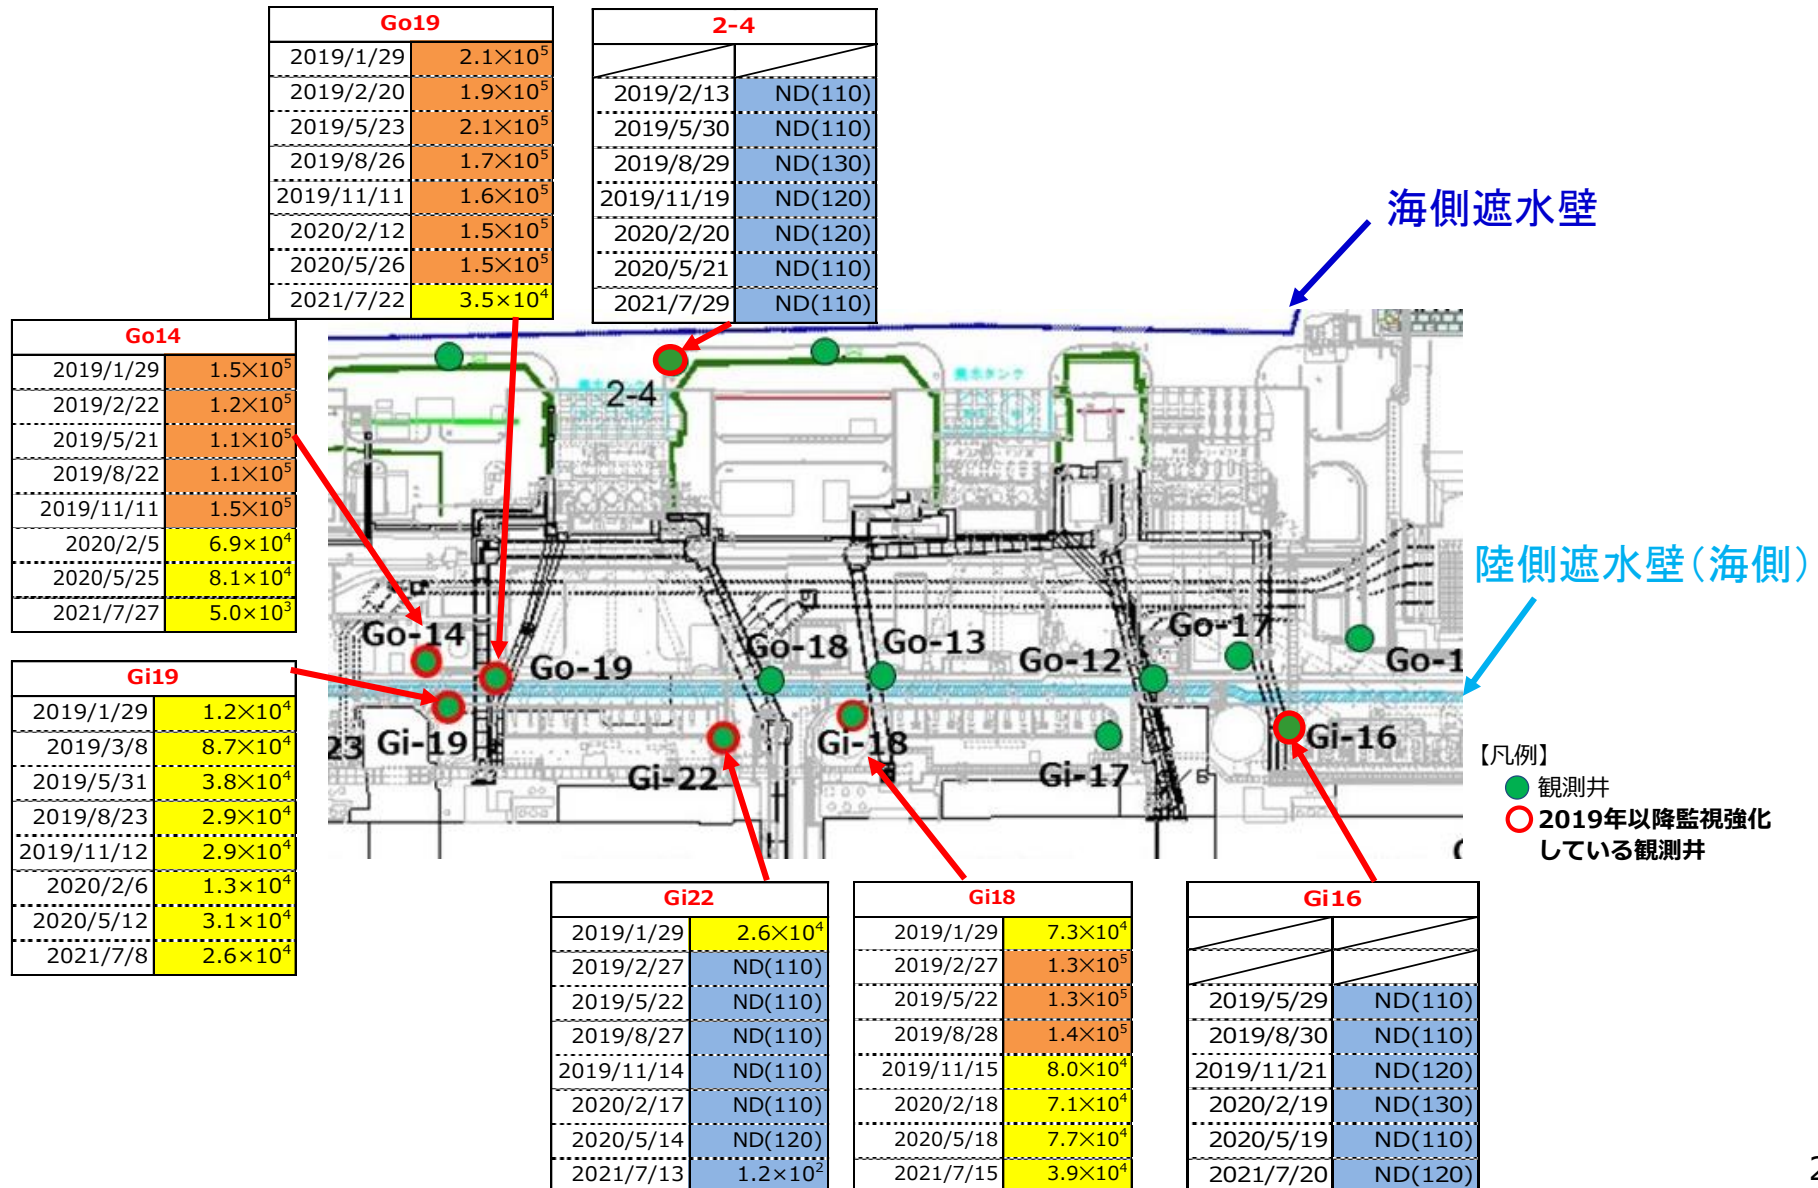 Go19
2019/1/29 2.1×10⁵
2019/2/20 1.9×10⁵
2019/5/23 2.1×10⁵
2019/8/26 1.7×10⁵
2019/11/11 1.6×10⁵
2020/2/12 1.5×10⁵
2020/5/26 1.5×10⁵
2021/7/22 3.5×10⁴
2-4
2019/2/13 ND(110)
2019/5/30 ND(110)
2019/8/29 ND(130)
2019/11/19 ND(120)
2020/2/20 ND(120)
2020/5/21 ND(110)
2021/7/29 ND(110)
海側遮水壁
Go14
2019/1/29 1.5×10⁵
2019/2/22 1.2×10⁵
2019/5/21 1.1×10⁵
2019/8/22 1.1×10⁵
2019/11/11 1.5×10⁵
2020/2/5 6.9×10⁴
2020/5/25 8.1×10⁴
2021/7/27 5.0×10³
2-4
陸側遮水壁(海側)
Go-14
Go-19
Go-18
Go-13
Go-12
Go-17
Go-1
Gi19
2019/1/29 1.2×10⁴
2019/3/8 8.7×10⁴
2019/5/31 3.8×10⁴
2019/8/23 2.9×10⁴
2019/11/12 2.9×10⁴
2020/2/6 1.3×10⁴
2020/5/12 3.1×10⁴
2021/7/8 2.6×10⁴
23
Gi-19
Gi-22
Gi-18
Gi-17
Gi-16
【凡例】
観測井
2019年以降監視強化
している観測井
Gi22
2019/1/29 2.6×10⁴
2019/2/27 ND(110)
2019/5/22 ND(110)
2019/8/27 ND(110)
2019/11/14 ND(110)
2020/2/17 ND(110)
2020/5/14 ND(120)
2021/7/13 1.2×10²
Gi18
2019/1/29 7.3×10⁴
2019/2/27 1.3×10⁵
2019/5/22 1.3×10⁵
2019/8/28 1.4×10⁵
2019/11/15 8.0×10⁴
2020/2/18 7.1×10⁴
2020/5/18 7.7×10⁴
2021/7/15 3.9×10⁴
Gi16
2019/5/29 ND(110)
2019/8/30 ND(110)
2019/11/21 ND(120)
2020/2/19 ND(130)
2020/5/19 ND(110)
2021/7/20 ND(120)
2